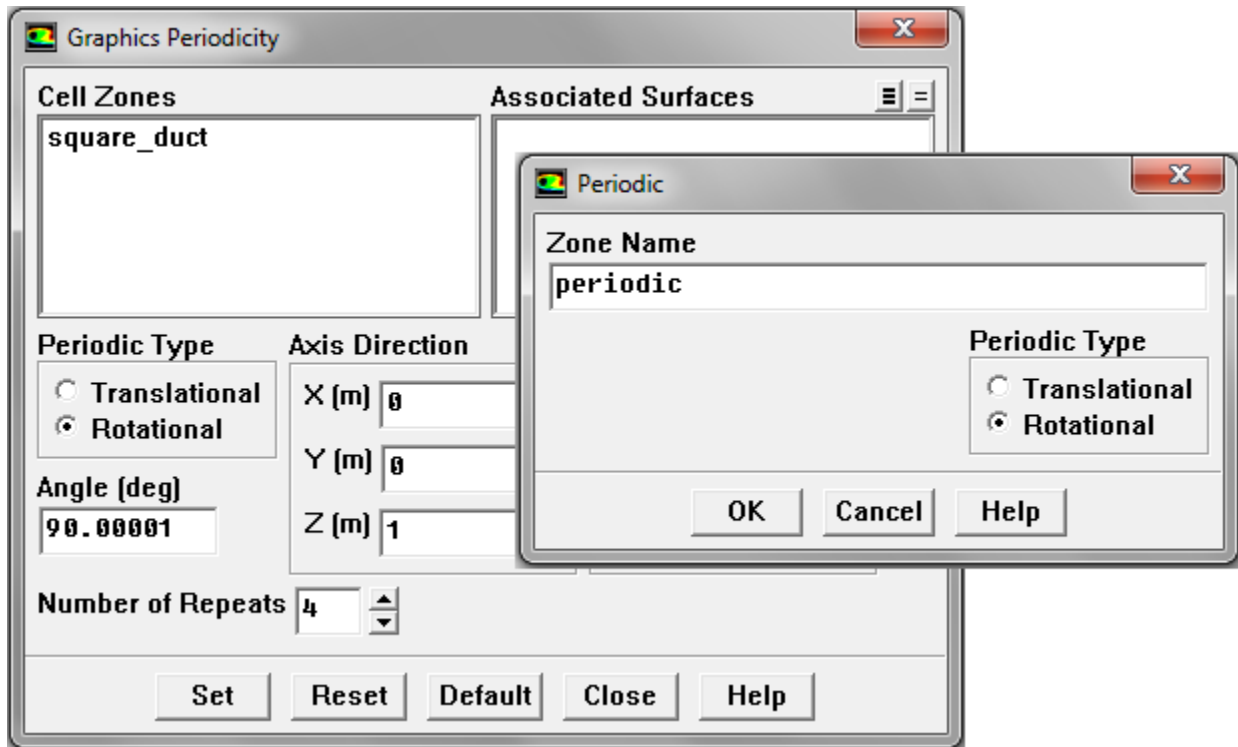 Graphics Periodicity
Cell Zones
Associated Surfaces
square_duct
Periodic Type
Translational
Rotational
Angle (deg)
90.00001
Axis Direction
X (m) 0
Y (m) 0
Z (m) 1
Number of Repeats 4
Set Reset Default Close Help
Periodic
Zone Name
periodic
Periodic Type
Translational
Rotational
OK Cancel Help